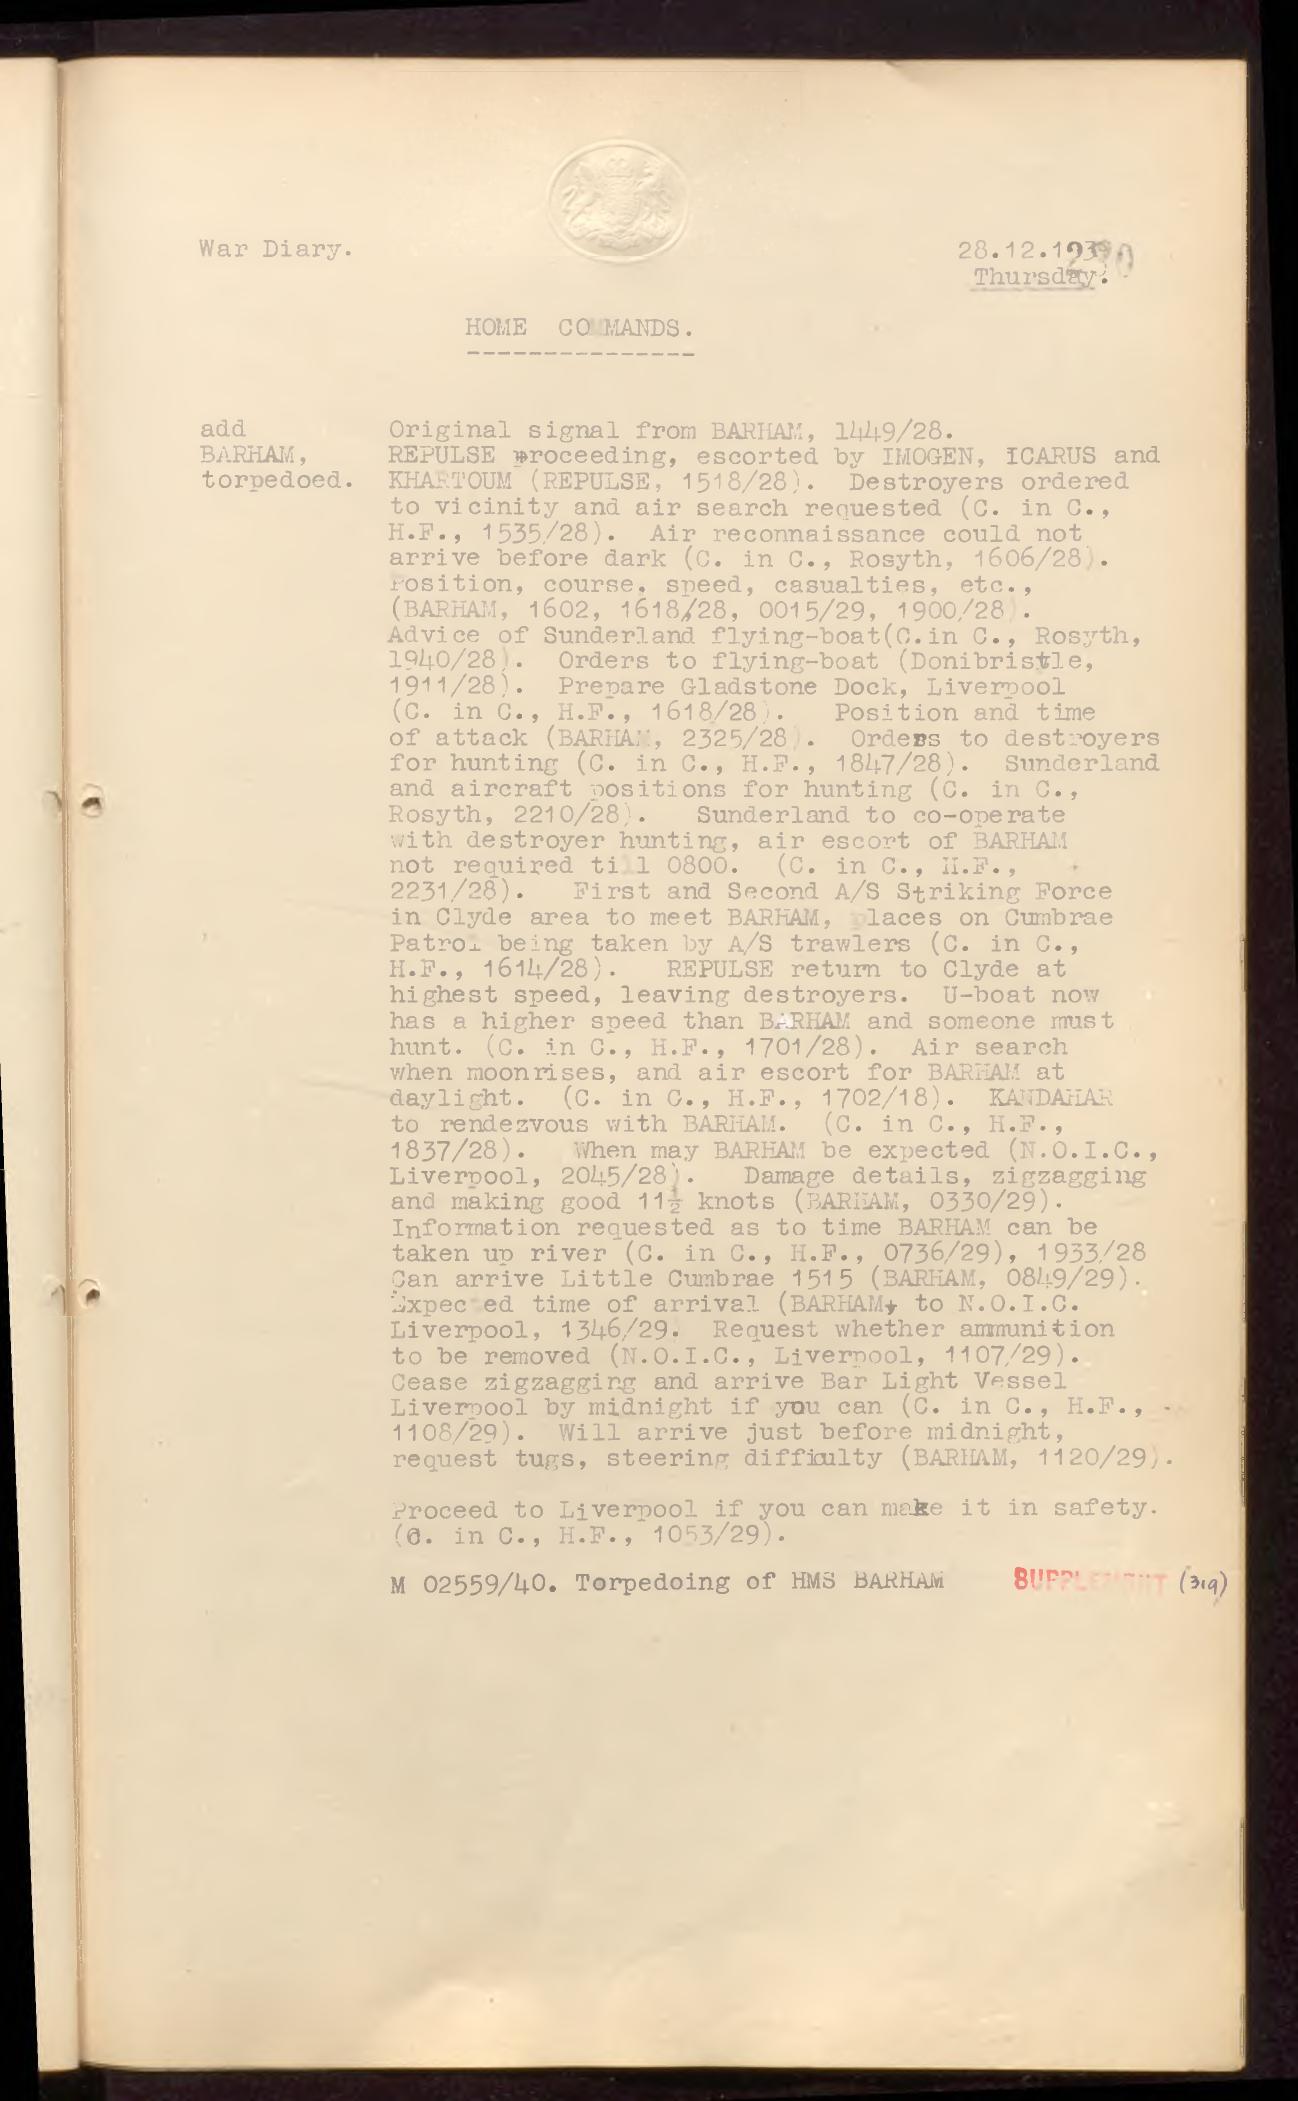 War Diary.
28.12.1939.
Thursday.
HOME COMMANDS.
add
BARHAM,
torpedoed.
Original signal from BARHAM, 1449/28.
REPULSE proceeding, escorted by IMOGEN, ICARUS and
KHARTOUM (REPULSE, 1518/28). Destroyers ordered
to vicinity and air search requested (C. in C.,
H.F., 1535/28). Air reconnaissance could not
arrive before dark (C. in C., Rosyth, 1606/28).
Position, course, speed, casualties, etc.,
(BARHAM, 1602, 1618/28, 0015/29, 1900/28).
Advice of Sunderland flying-boat(C.in C., Rosyth,
1940/28). Orders to flying-boat (Donibristle,
1911/28). Prepare Gladstone Dock, Liverpool
(C. in C., H.F., 1618/28). Position and time
of attack (BARHAM, 2325/28). Orders to destroyers
for hunting (C. in C., H.F., 1847/28). Sunderland
and aircraft positions for hunting (C. in C.,
Rosyth, 2210/28). Sunderland to co-operate
with destroyer hunting, air escort of BARHAM
not required till 0800. (C. in C., H.F.,
2231/28). First and Second A/S Striking Force
in Clyde area to meet BARHAM, places on Cumbrae
Patrol being taken by A/S trawlers (C. in C.,
H.F., 1614/28). REPULSE return to Clyde at
highest speed, leaving destroyers. U-boat now
has a higher speed than BARHAM and someone must
hunt. (C. in C., H.F., 1701/28). Air search
when moonrises, and air escort for BARHAM at
daylight. (C. in C., H.F., 1702/18). KANDAHAR
to rendezvous with BARHAM. (C. in C., H.F.,
1837/28). When may BARHAM be expected (N.O.I.C.,
Liverpool, 2045/28). Damage details, zigzagging
and making good 11½ knots (BARHAM, 0330/29).
Information requested as to time BARHAM can be
taken up river (C. in C., H.F., 0736/29), 1933/28
Can arrive Little Cumbrae 1515 (BARHAM, 0849/29).
Expected time of arrival (BARHAM, to N.O.I.C.
Liverpool, 1346/29. Request whether ammunition
to be removed (N.O.I.C., Liverpool, 1107/29).
Cease zigzagging and arrive Bar Light Vessel
Liverpool by midnight if you can (C. in C., H.F.,
1108/29). Will arrive just before midnight,
request tugs, steering difficulty (BARHAM, 1120/29).
Proceed to Liverpool if you can make it in safety.
(C. in C., H.F., 1053/29).
M 02559/40. Torpedoing of HMS BARHAM SUPPLEMENT (319)